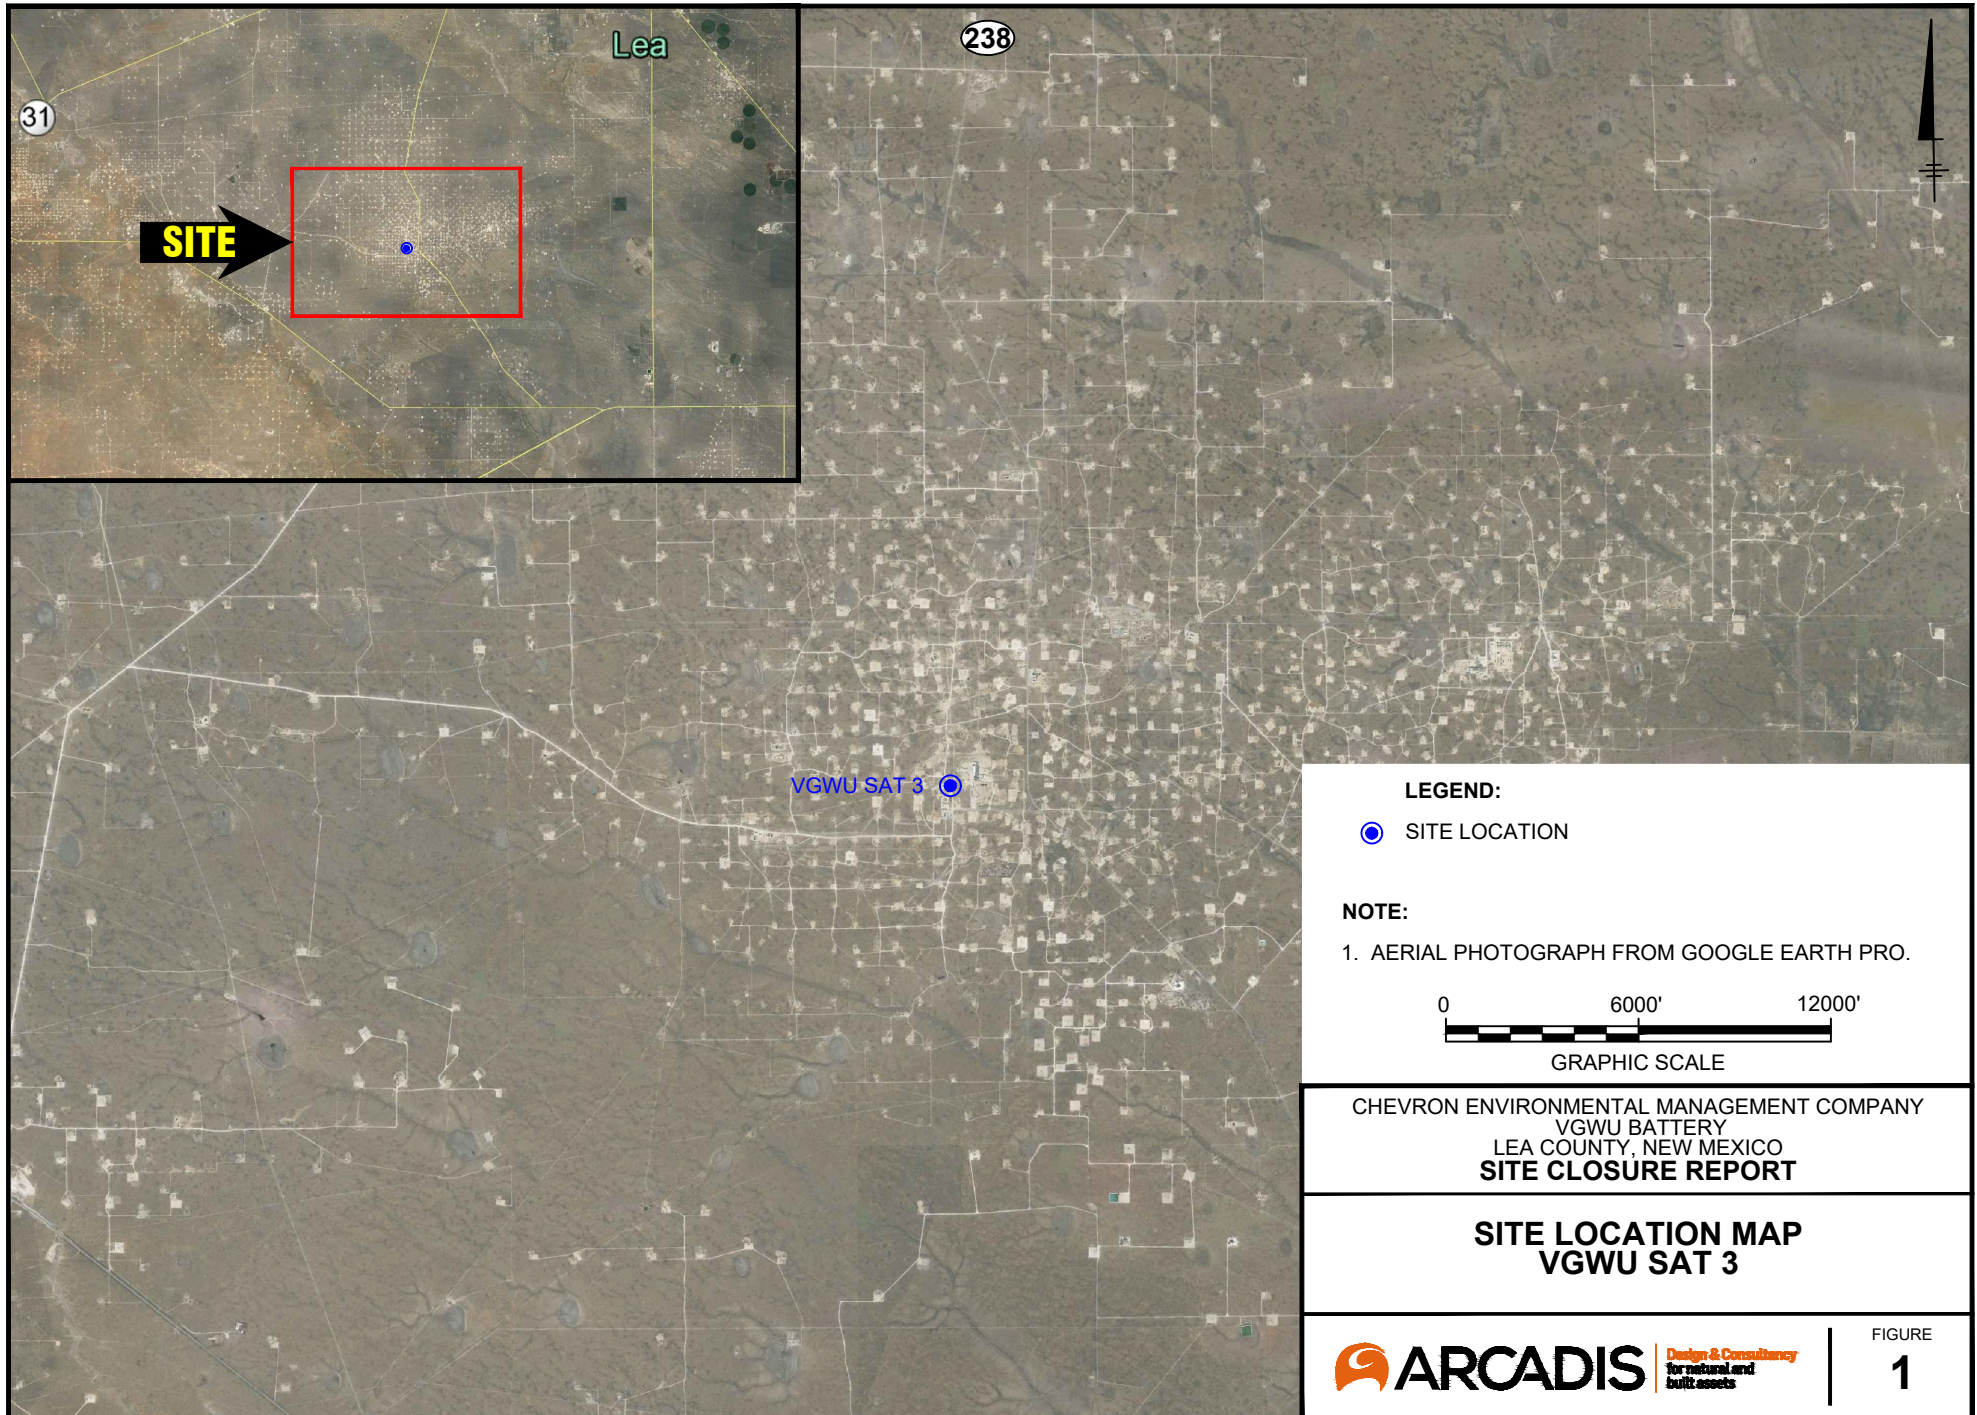 Lea
31
SITE
238
VGWU SAT 3
LEGEND:
SITE LOCATION
NOTE:
1. AERIAL PHOTOGRAPH FROM GOOGLE EARTH PRO.
0 6000' 12000'
GRAPHIC SCALE
CHEVRON ENVIRONMENTAL MANAGEMENT COMPANY
VGWU BATTERY
LEA COUNTY, NEW MEXICO
SITE CLOSURE REPORT
SITE LOCATION MAP
VGWU SAT 3
ARCADIS
Design & Consultancy
for natural and
built assets
FIGURE
1